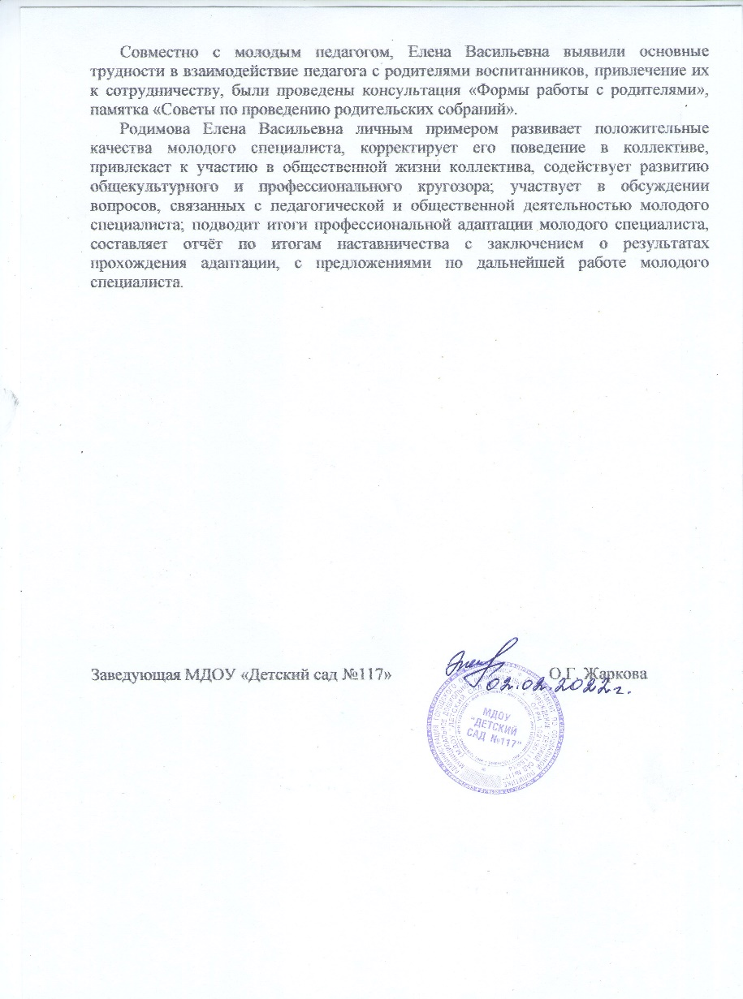 Совместно с молодым педагогом, Елена Васильевна выявили основные
трудности в взаимодействие педагога с родителями воспитанников, привлечение их
к сотрудничеству, были проведены консультация «Формы работы с родителями»,
памятка «Советы по проведению родительских собраний».
Родимова Елена Васильевна личным примером развивает положительные
качества молодого специалиста, корректирует его поведение в коллективе,
привлекает к участию в общественной жизни коллектива, содействует развитию
общекультурного и профессионального кругозора; участвует в обсуждении
вопросов, связанных с педагогической и общественной деятельностью молодого
специалиста; подводит итоги профессиональной адаптации молодого специалиста,
составляет отчёт по итогам наставничества с заключением о результатах
прохождения адаптации, с предложениями по дальнейшей работе молодого
специалиста.
Заведующая МДОУ «Детский сад №117» О.Г. Жаркова
02.02.2022г.
МДОУ
"ДЕТСКИЙ
САД №117"